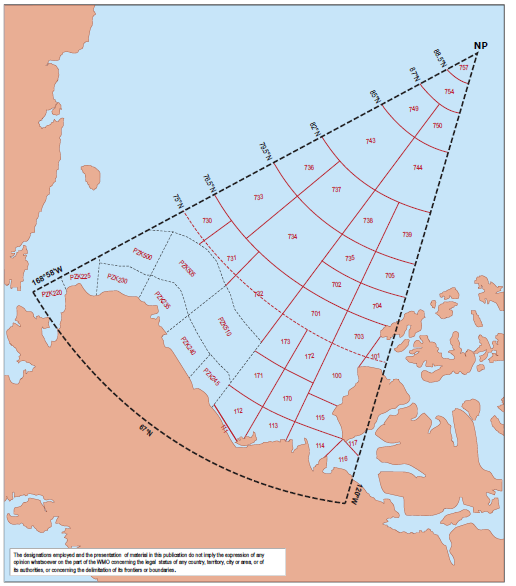 NP
88.5°N
757
87°N
754
85°N
749
750
82°N
743
744
79.5°N
736
737
76.5°N
733
738
739
75°N
730
734
731
735
705
PZK500
PZK505
702
732
704
168°58'W
PZK225
PZK230
PZK220
701
PZK235
703
PZK510
173
172
101
PZK240
171
100
PZK245
170
112
115
111
113
67°N
114
117
116
120°W
The designations employed and the presentation of material in this publication do not imply the expression of any
opinion whatsoever on the part of the WMO concerning the legal status of any country, territory, city or area, or of
its authorities, or concerning the delimitation of its frontiers or boundaries.